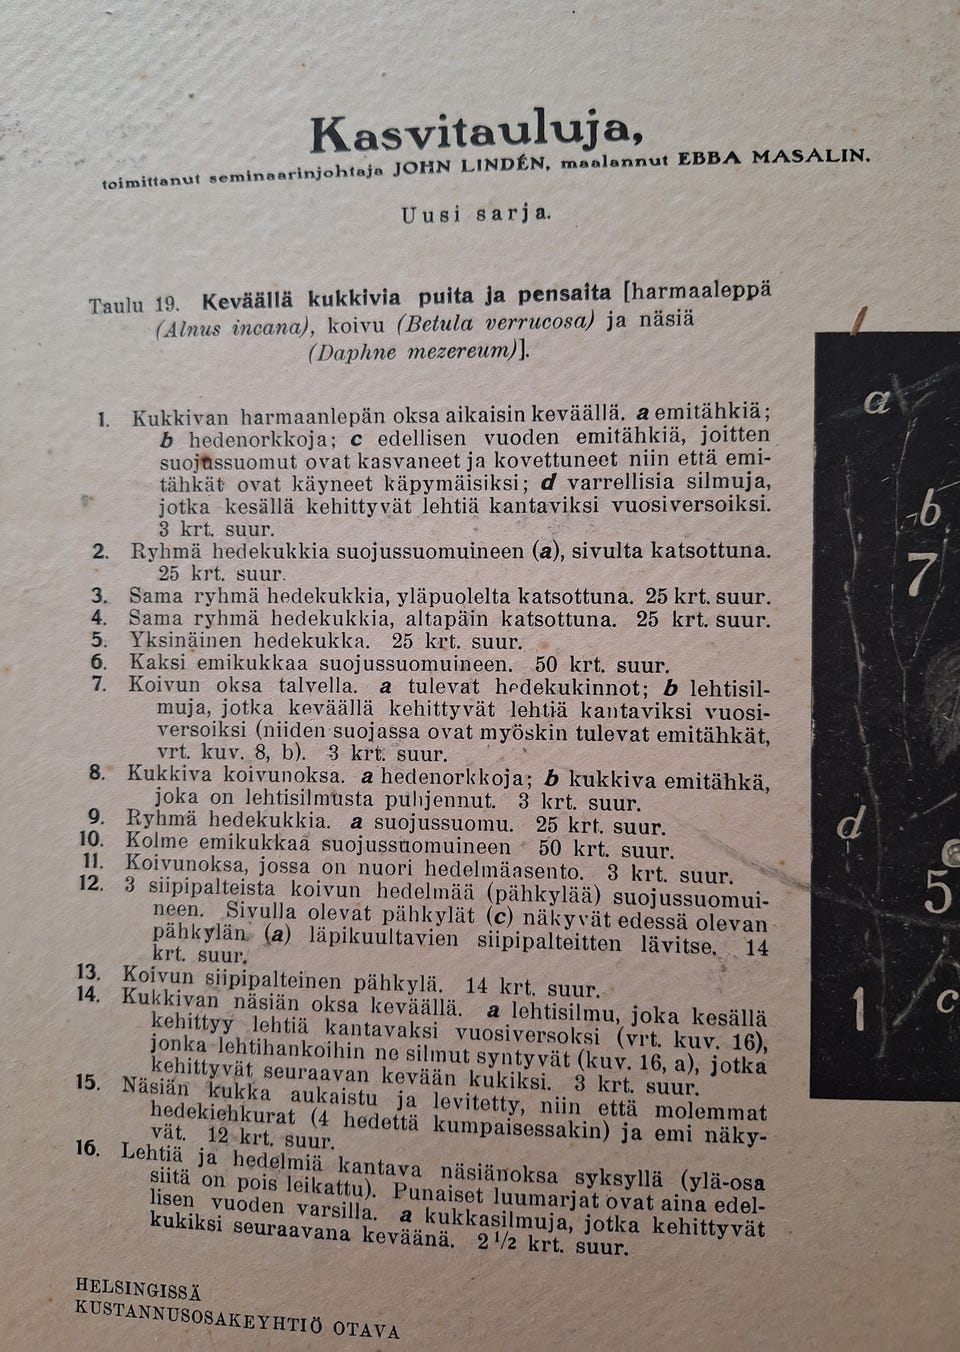 Kasvitauluja,
toimittanut seminaarinjohtaja JOHN LINDÉN, maalannut EBBA MASALIN.
Uusi sarja.
Taulu 19. Keväällä kukkivia puita ja pensaita [harmaaleppä
(Alnus incana), koivu (Betula verrucosa) ja näsiä
(Daphne mezereum)].
1. Kukkivan harmaanlepän oksa aikaisin keväällä. a emitähkiä;
b hedenorkkoja; c edellisen vuoden emitähkiä, joitten
suojussuomut ovat kasvaneet ja kovettuneet niin että emi-
tähkät ovat käyneet käpymäisiksi; d varrellisia silmuja,
jotka kesällä kehittyvät lehtiä kantaviksi vuosiversoiksi.
3 krt. suur.
2. Ryhmä hedekukkia suojussuomuineen (a), sivulta katsottuna.
25 krt. suur.
3. Sama ryhmä hedekukkia, yläpuolelta katsottuna. 25 krt. suur.
4. Sama ryhmä hedekukkia, altapäin katsottuna. 25 krt. suur.
5. Yksinäinen hedekukka. 25 krt. suur.
6. Kaksi emikukkaa suojussuomuineen. 50 krt. suur.
7. Koivun oksa talvella. a tulevat hedekukinnot; b lehtisil-
muja, jotka keväällä kehittyvät lehtiä kantaviksi vuosi-
versoiksi (niiden suojassa ovat myöskin tulevat emitähkät,
vrt. kuv. 8, b). 3 krt. suur.
8. Kukkiva koivunoksa. a hedenorkkoja; b kukkiva emitähkä,
joka on lehtisilmusta puhjennut. 3 krt. suur.
9. Ryhmä hedekukkia. a suojussuomu. 25 krt. suur.
10. Kolme emikukkaa suojussuomuineen 50 krt. suur.
11. Koivunoksa, jossa on nuori hedelmäasento. 3 krt. suur.
12. 3 siipipalteista koivun hedelmää (pähkylää) suojussuomui-
neen. Sivulla olevat pähkylät (c) näkyvät edessä olevan
pähkylän (a) läpikuultavien siipipalteitten lävitse. 14
krt. suur.
13. Koivun siipipalteinen pähkylä. 14 krt. suur.
14. Kukkivan näsiän oksa keväällä. a lehtisilmu, joka kesällä
kehittyy lehtiä kantavaksi vuosiversoksi (vrt. kuv. 16),
jonka lehtihankoihin ne silmut syntyvät (kuv. 16, a), jotka
kehittyvät seuraavan kevään kukiksi. 3 krt. suur.
15. Näsiän kukka aukaistu ja levitetty, niin että molemmat
hedekiehkurat (4 hedettä kumpaisessakin) ja emi näky-
vät. 12 krt. suur.
16. Lehtiä ja hedelmiä kantava näsiänoksa syksyllä (ylä-osa
siitä on pois leikattu). Punaiset luumarjat ovat aina edel-
lisen vuoden varsilla. a kukkasilmuja, jotka kehittyvät
kukiksi seuraavana keväänä. 2 1/2 krt. suur.
HELSINGISSÄ
KUSTANNUSOSAKEYHTIÖ OTAVA
a
b
7
d
5
1
c